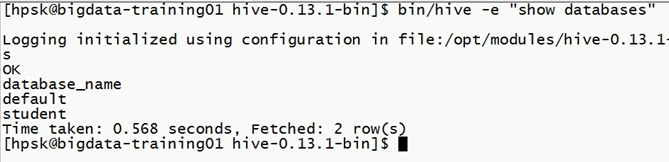 [hpsk@bigdata-training01 hive-0.13.1-bin]$ bin/hive -e "show databases"
Logging initialized using configuration in file:/opt/modules/hive-0.13.1-
s
OK
database_name
default
student
Time taken: 0.568 seconds, Fetched: 2 row(s)
[hpsk@bigdata-training01 hive-0.13.1-bin]$